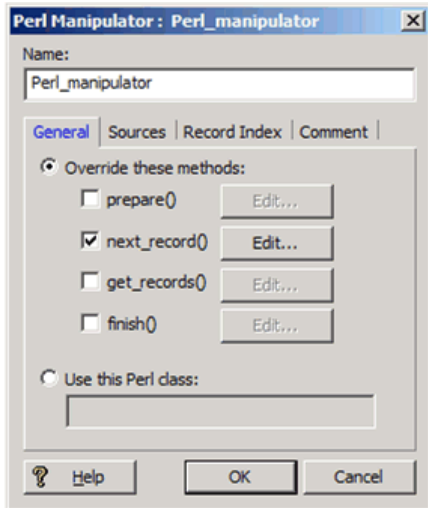 Perl Manipulator : Perl_manipulator
Name:
Perl_manipulator
General Sources Record Index Comment
Override these methods:
prepare() Edit...
next_record() Edit...
get_records() Edit...
finish() Edit...
Use this Perl class:
Help OK Cancel